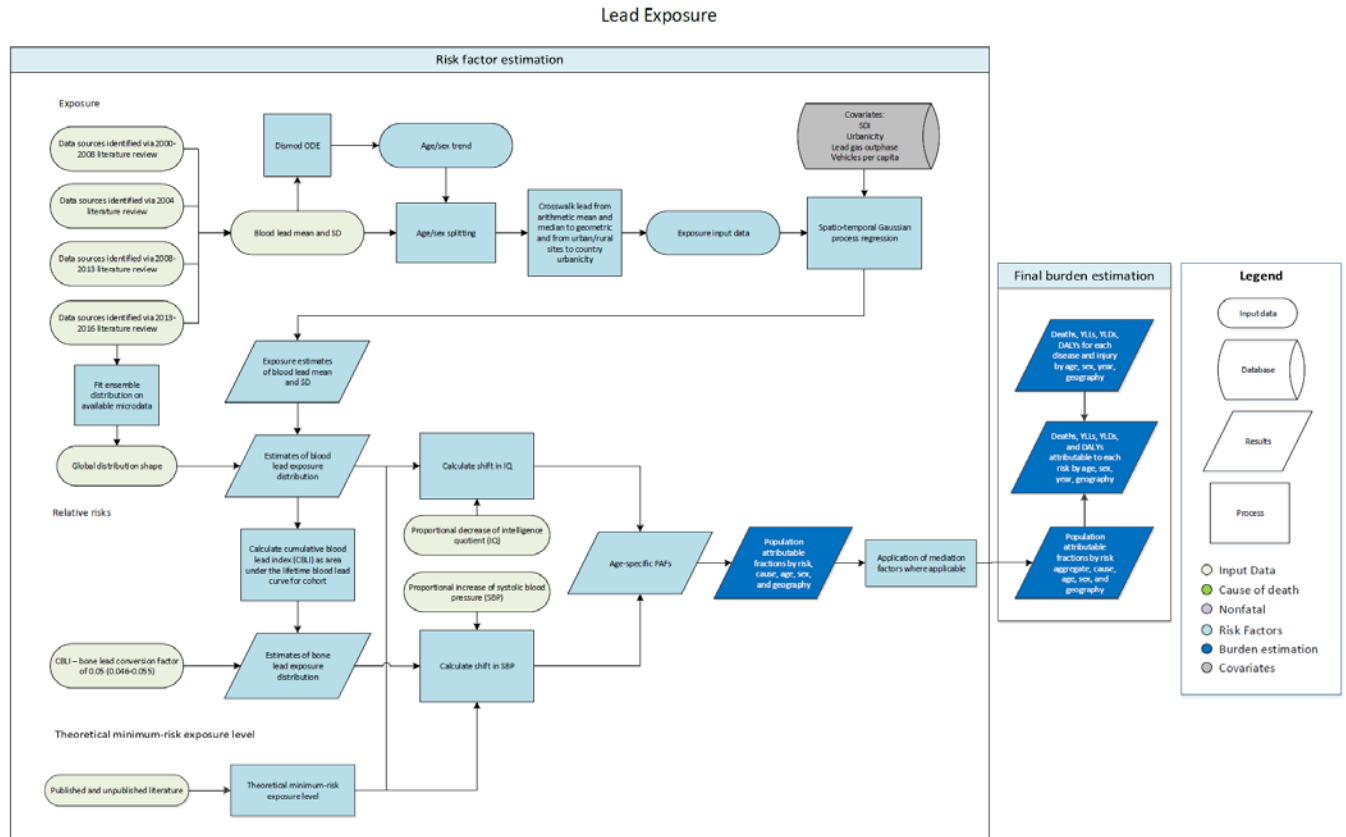 Lead Exposure
Risk factor estimation
Exposure
Data sources identified via 2000-
2008 literature review
Data sources identified via 2004
literature review
Data sources identified via 2008-
2013 literature review
Data sources identified via 2013-
2016 literature review
Dismod ODE
Age/sex trend
Blood lead mean and SD
Age/sex splitting
Crosswalk lead from
arithmetic mean and
median to geometric
and from urban/rural
sites to country
urbanicity
Exposure input data
Covariates:
SDI
Urbanicity
Lead gas outphase
Vehicles per capita
Spatio-temporal Gaussian
process regression
Fit ensemble
distribution on
available microdata
Global distribution shape
Exposure estimates
of blood lead mean
and SD
Estimates of blood
lead exposure
distribution
Calculate shift in IQ
Proportional decrease of intelligence
quotient (IQ)
Relative risks
Calculate cumulative blood
lead index (CBLI) as area
under the lifetime blood lead
curve for cohort
Proportional increase of systolic blood
pressure (SBP)
CBLI – bone lead conversion factor
of 0.05 (0.046-0.055)
Estimates of bone
lead exposure
distribution
Calculate shift in SBP
Age-specific PAFs
Population
attributable
fractions by risk,
cause, age, sex,
and geography
Application of mediation
factors where applicable
Theoretical minimum-risk exposure level
Published and unpublished literature
Theoretical minimum-risk
exposure level
Final burden estimation
Deaths, YLLs, YLDs,
DALYs for each
disease and injury
by age, sex, year,
geography
Deaths, YLLs, YLDs,
and DALYs
attributable to each
risk by age, sex,
year, geography
Population
attributable
fractions by risk
aggregate, cause,
age, sex, and
geography
Legend
Input data
Database
Results
Process
Input Data
Cause of death
Nonfatal
Risk Factors
Burden estimation
Covariates